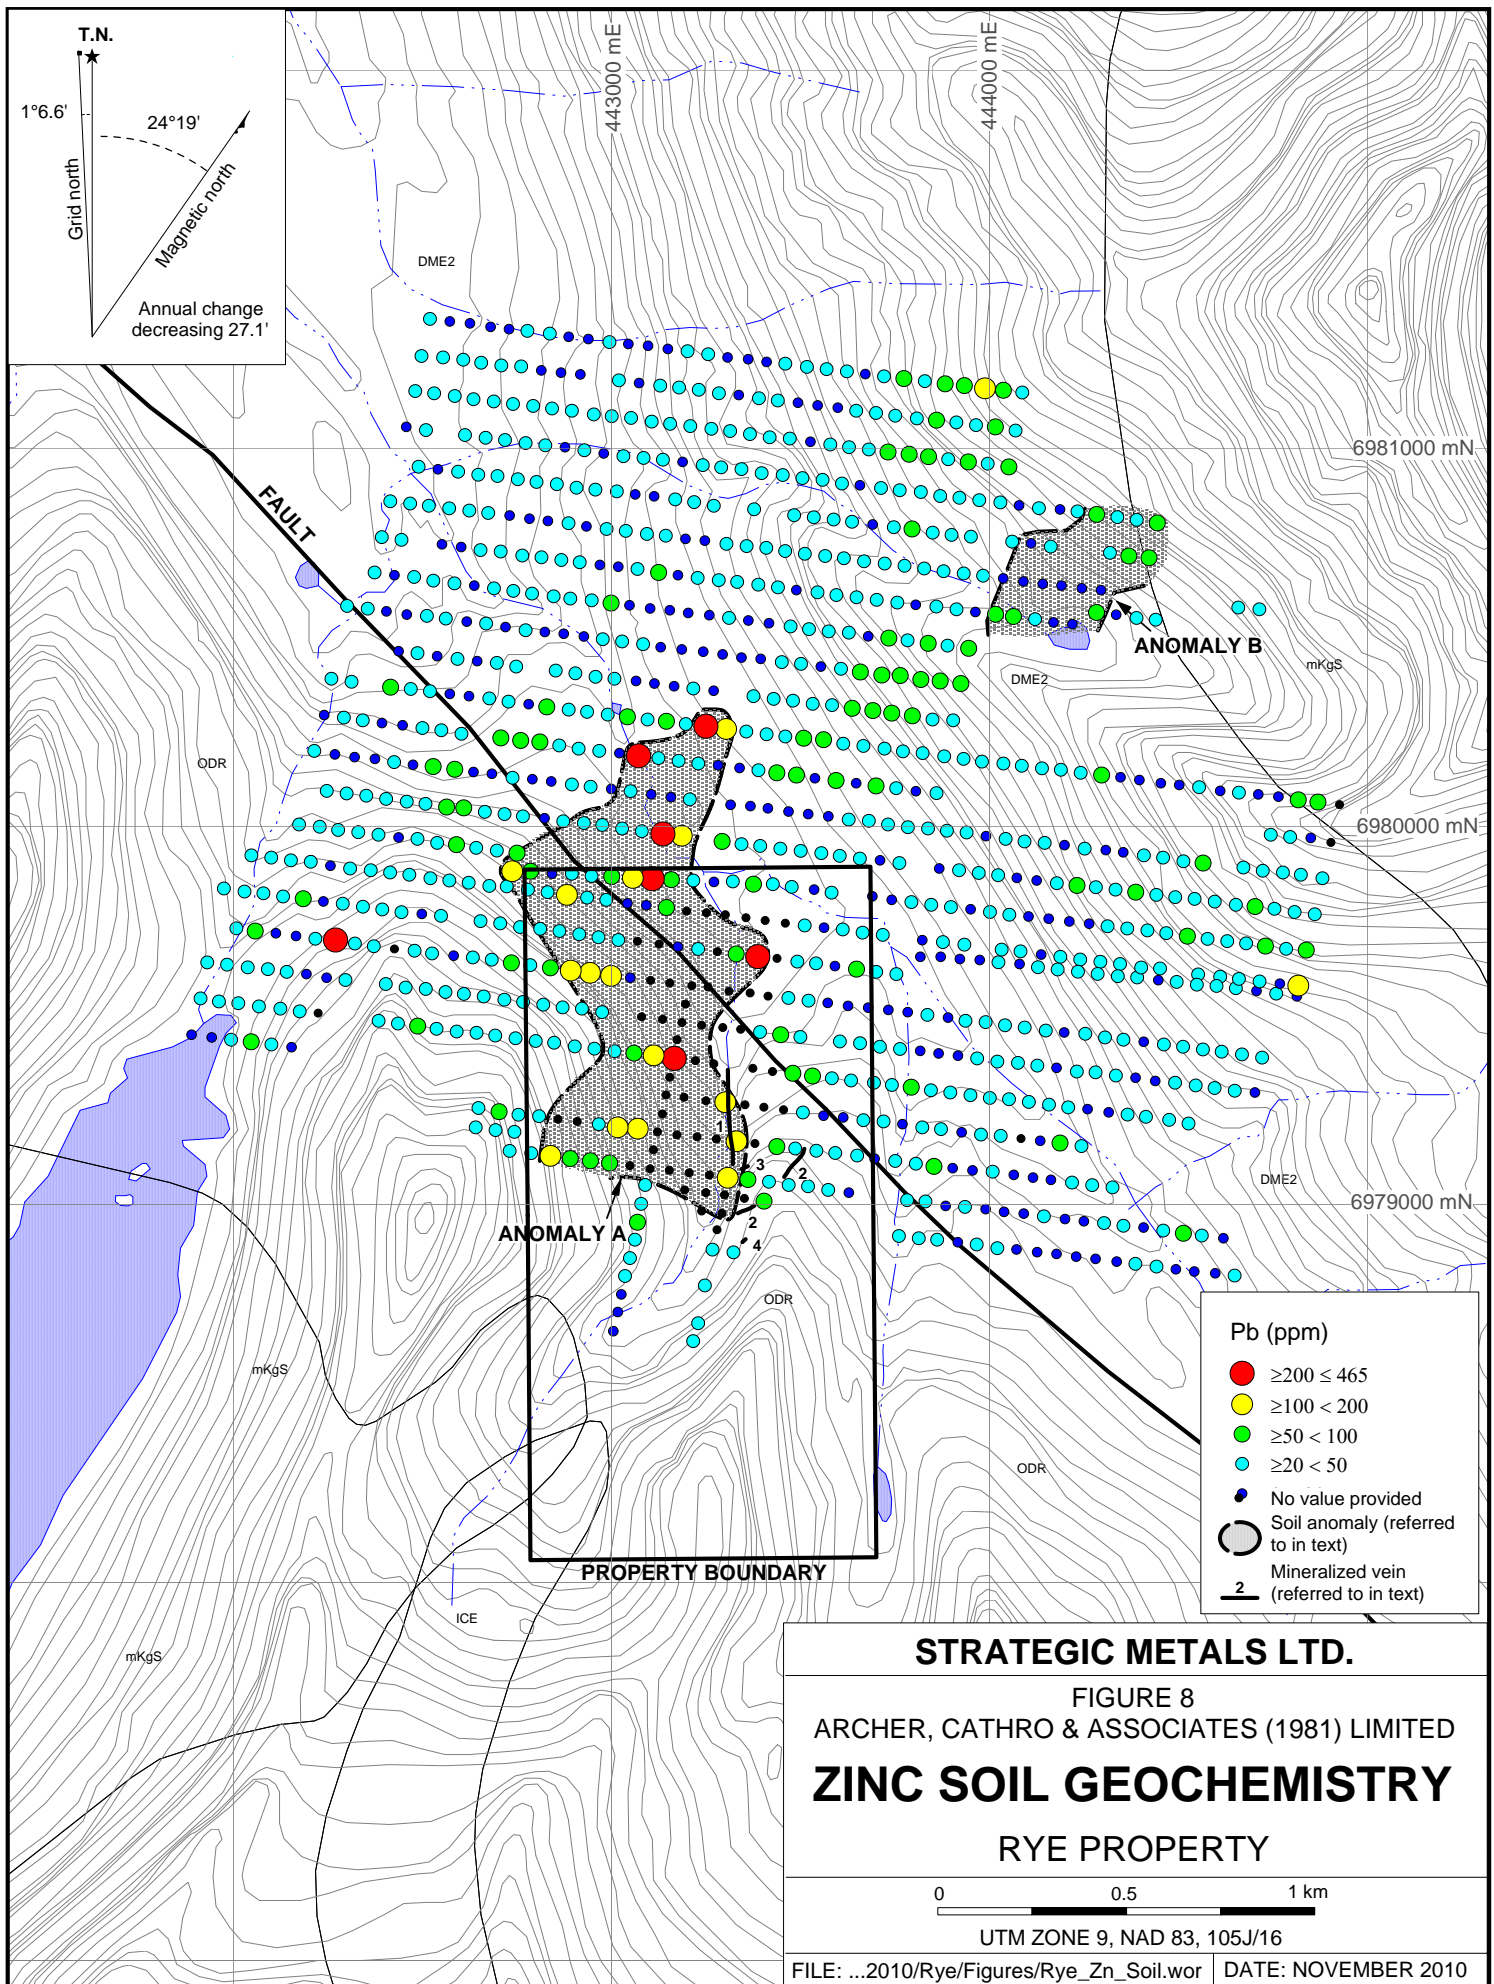 T.N.
1°6.6'
24°19'
Grid north
Magnetic north
Annual change
decreasing 27.1'
443000 mE
444000 mE
DME2
6981000 mN
FAULT
ANOMALY B
mKgS
DME2
ODR
6980000 mN
1
3
2
DME2
6979000 mN
2
ANOMALY A
4
ODR
mKgS
ODR
PROPERTY BOUNDARY
ICE
mKgS
Pb (ppm)
≥200 ≤ 465
≥100 < 200
≥50 < 100
≥20 < 50
No value provided
Soil anomaly (referred
to in text)
Mineralized vein
2 (referred to in text)
STRATEGIC METALS LTD.
FIGURE 8
ARCHER, CATHRO & ASSOCIATES (1981) LIMITED
ZINC SOIL GEOCHEMISTRY
RYE PROPERTY
0 0.5 1 km
UTM ZONE 9, NAD 83, 105J/16
FILE: ...2010/Rye/Figures/Rye_Zn_Soil.wor DATE: NOVEMBER 2010